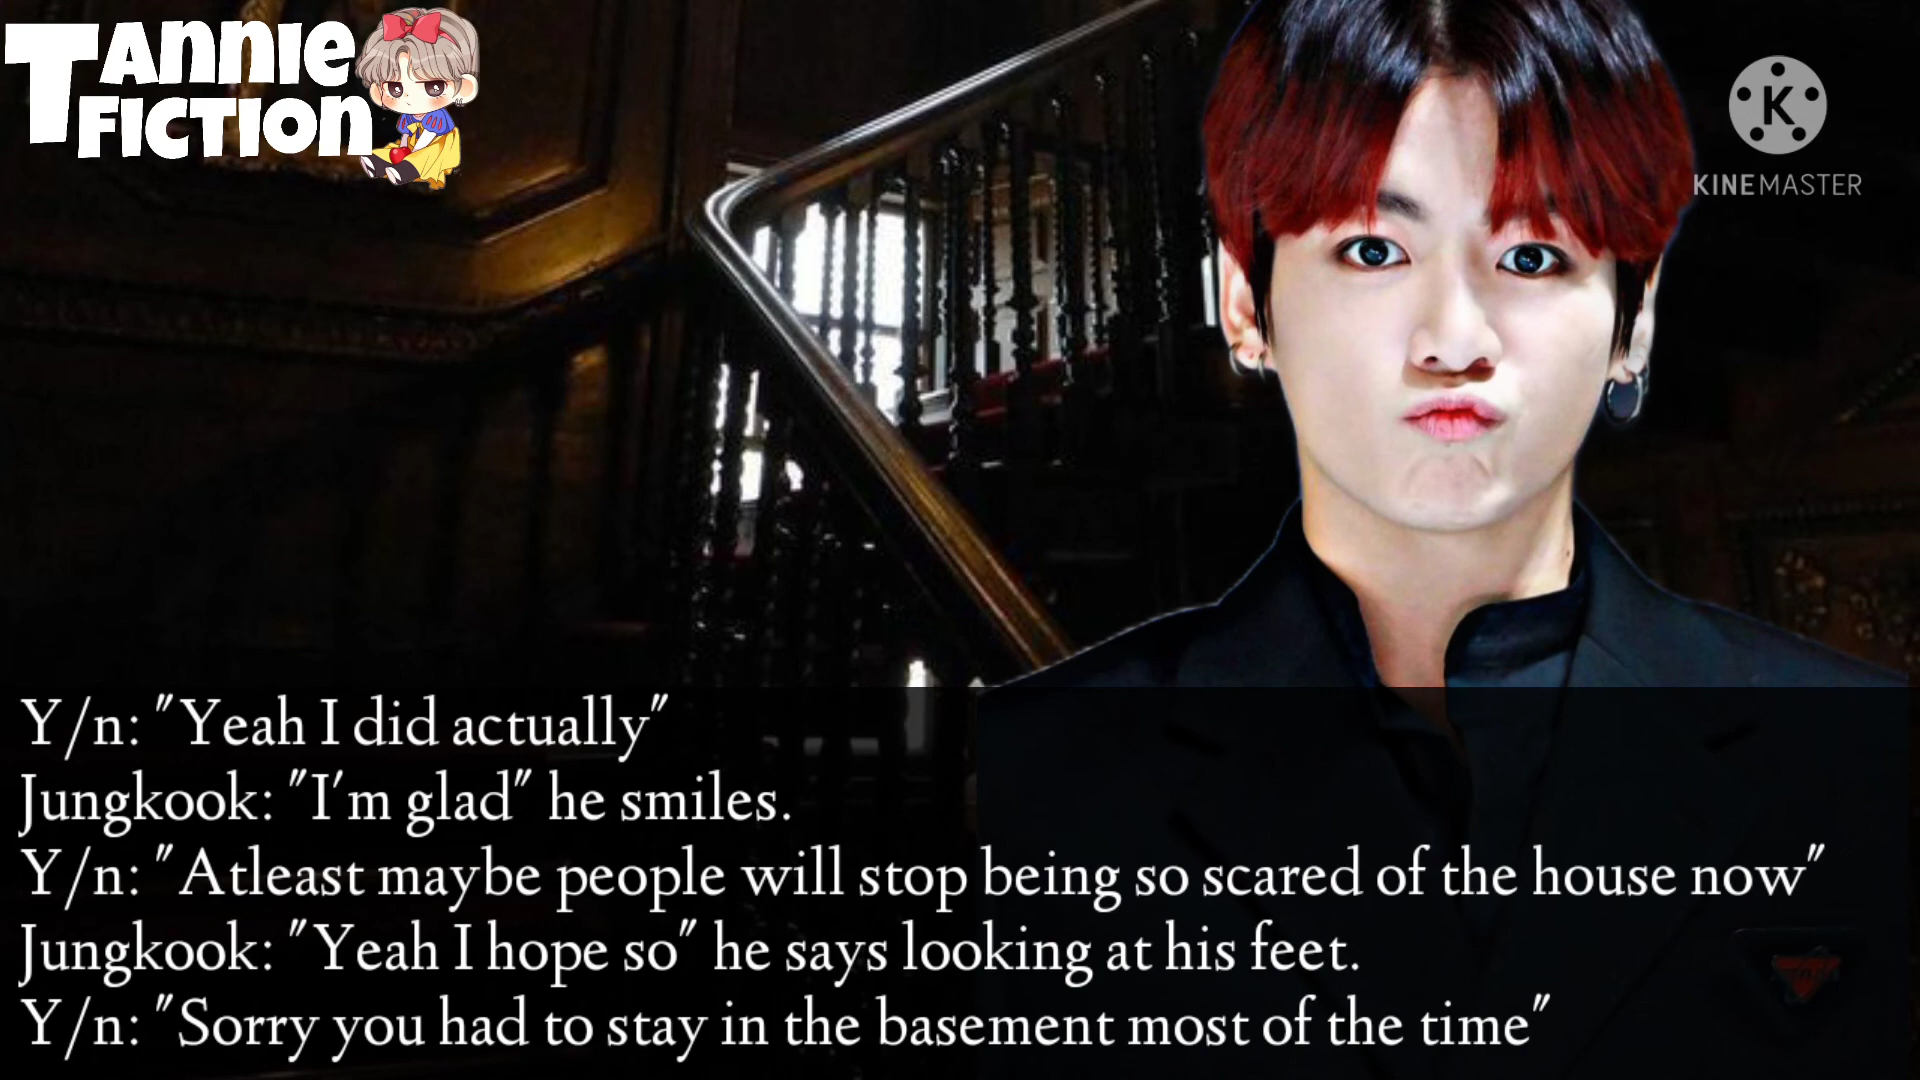 TANNIE
FICTION
K
KINEMASTER
Y/n: "Yeah I did actually"
Jungkook: "I'm glad" he smiles.
Y/n: "Atleast maybe people will stop being so scared of the house now"
Jungkook: "Yeah I hope so" he says looking at his feet.
Y/n: "Sorry you had to stay in the basement most of the time"